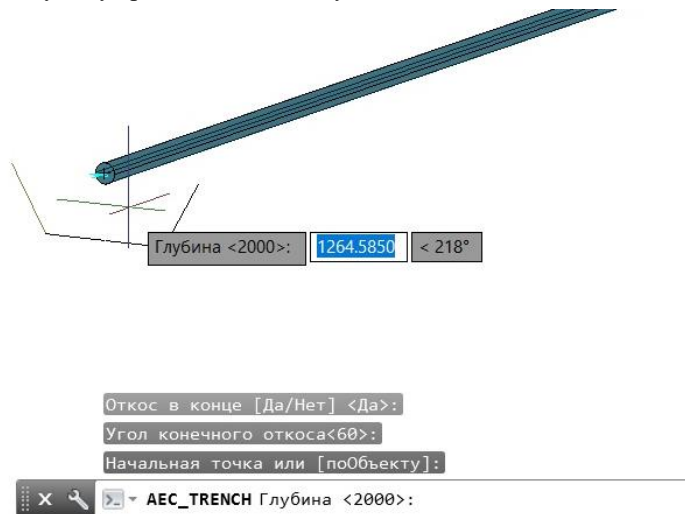 Глубина <2000>: 1264.5850 < 218°
Откос в конце [Да/Нет] <Да>:
Угол конечного откоса<60>:
Начальная точка или [поОбъекту]:
AEC_TRENCH Глубина <2000>: